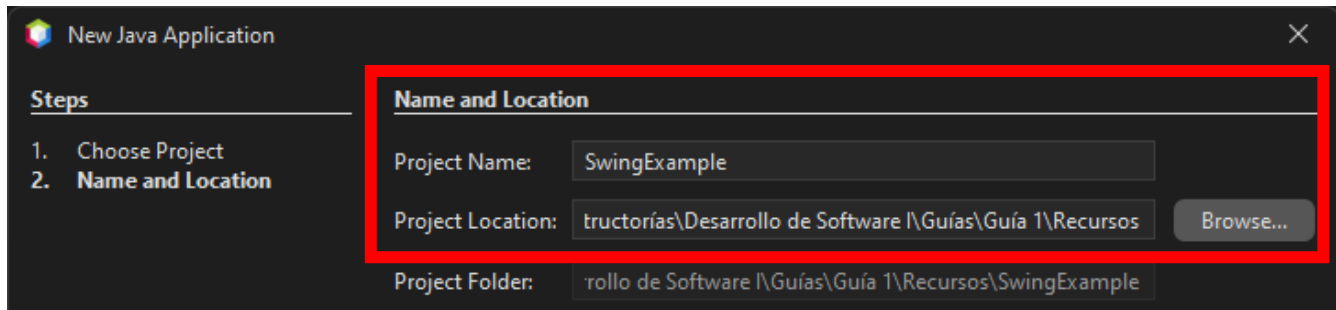 New Java Application
Steps
1. Choose Project
2. Name and Location
Name and Location
Project Name: SwingExample
Project Location: tructorías\Desarrollo de Software I\Guías\Guía 1\Recursos Browse...
Project Folder: rollo de Software I\Guías\Guía 1\Recursos\SwingExample